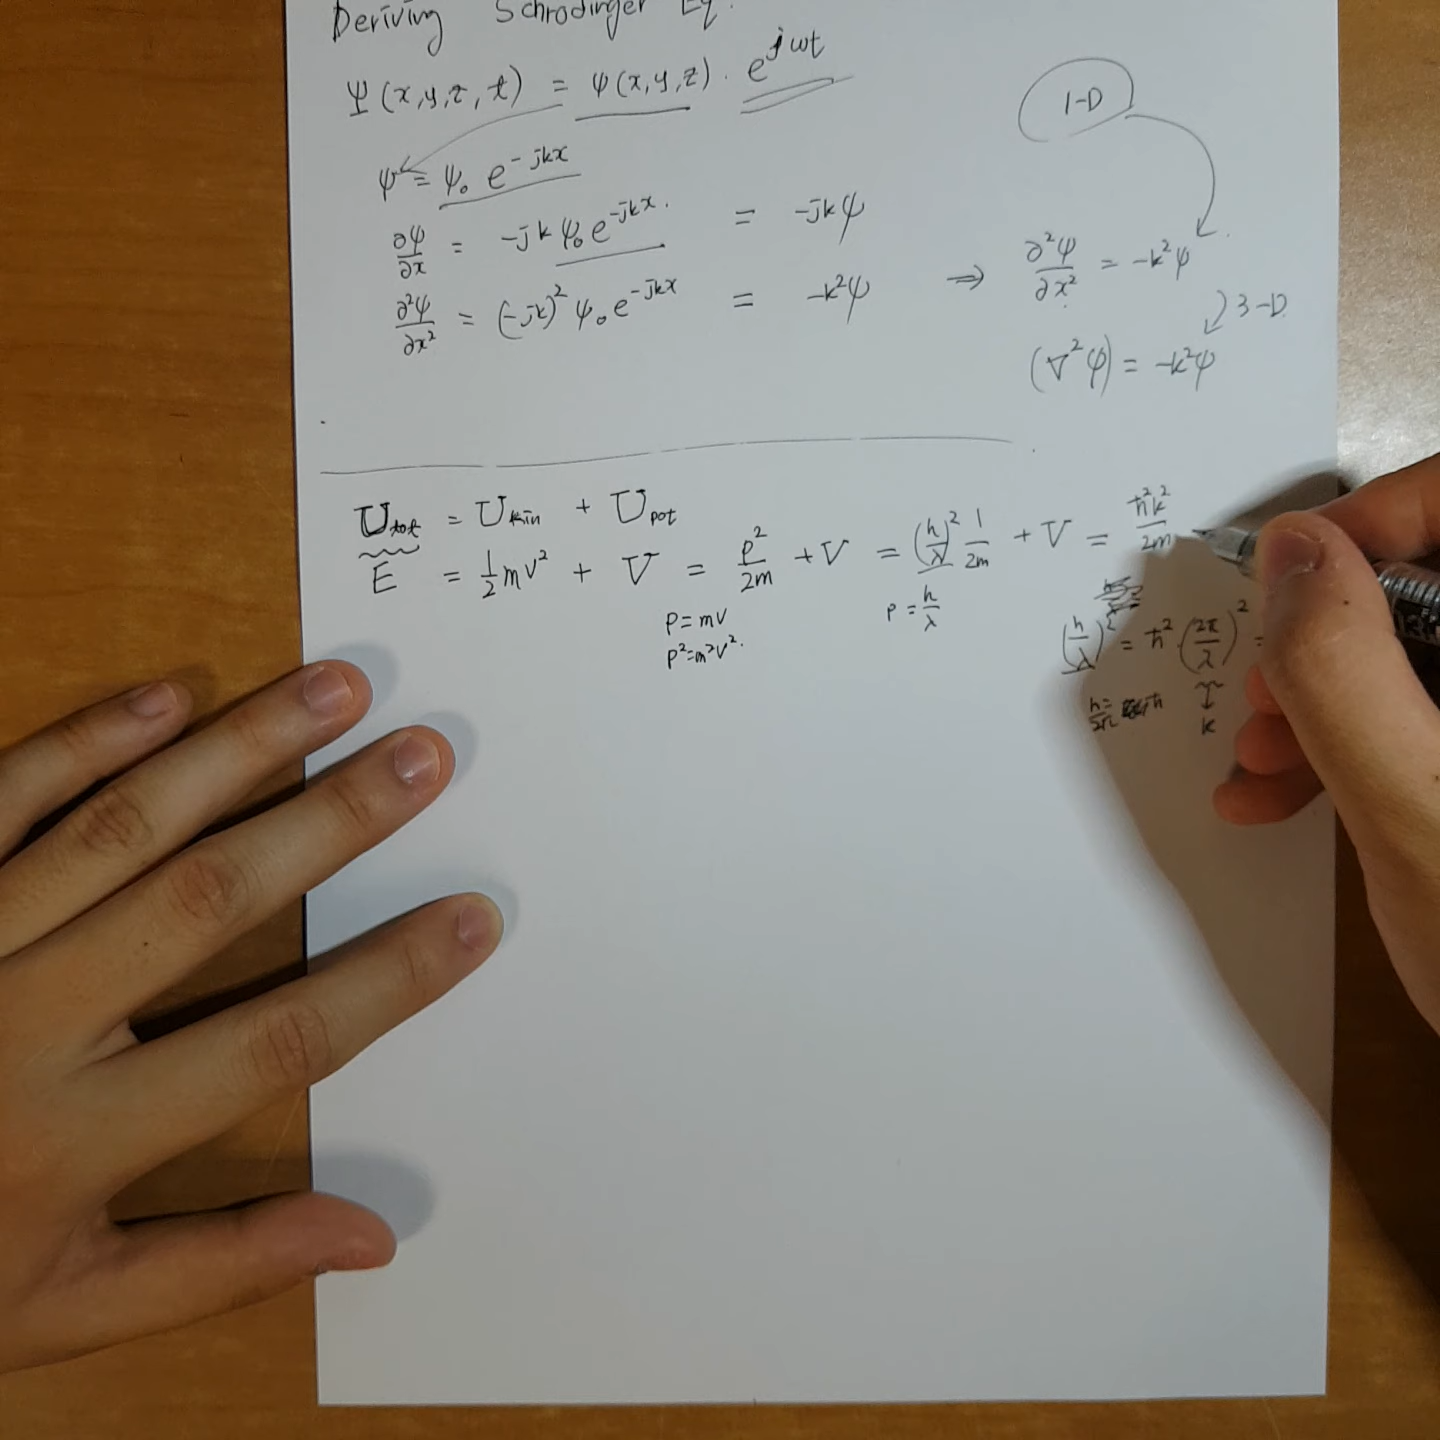 Deriving Schrodinger Eq.
Ψ(x,y,z,t) = ψ(x,y,z) · e^{jωt}
1-D
ψ = ψ₀ e^{-jkx}
∂ψ/∂x = -jk ψ₀ e^{-jkx} = -jkψ
∂²ψ/∂x² = (-jk)² ψ₀ e^{-jkx} = -k²ψ ⇒ ∂²ψ/∂x² = -k²ψ
3-D
(∇²ψ) = -k²ψ
U_tot = U_kin + U_pot
E = ½mv² + V = p²/2m + V = (h/λ)² 1/2m + V = ħ²k²/2m
p = mv
p² = m²v².
p = h/λ
(h/λ)² = ħ² · (2π/λ)² =
h/2π = ħ
k